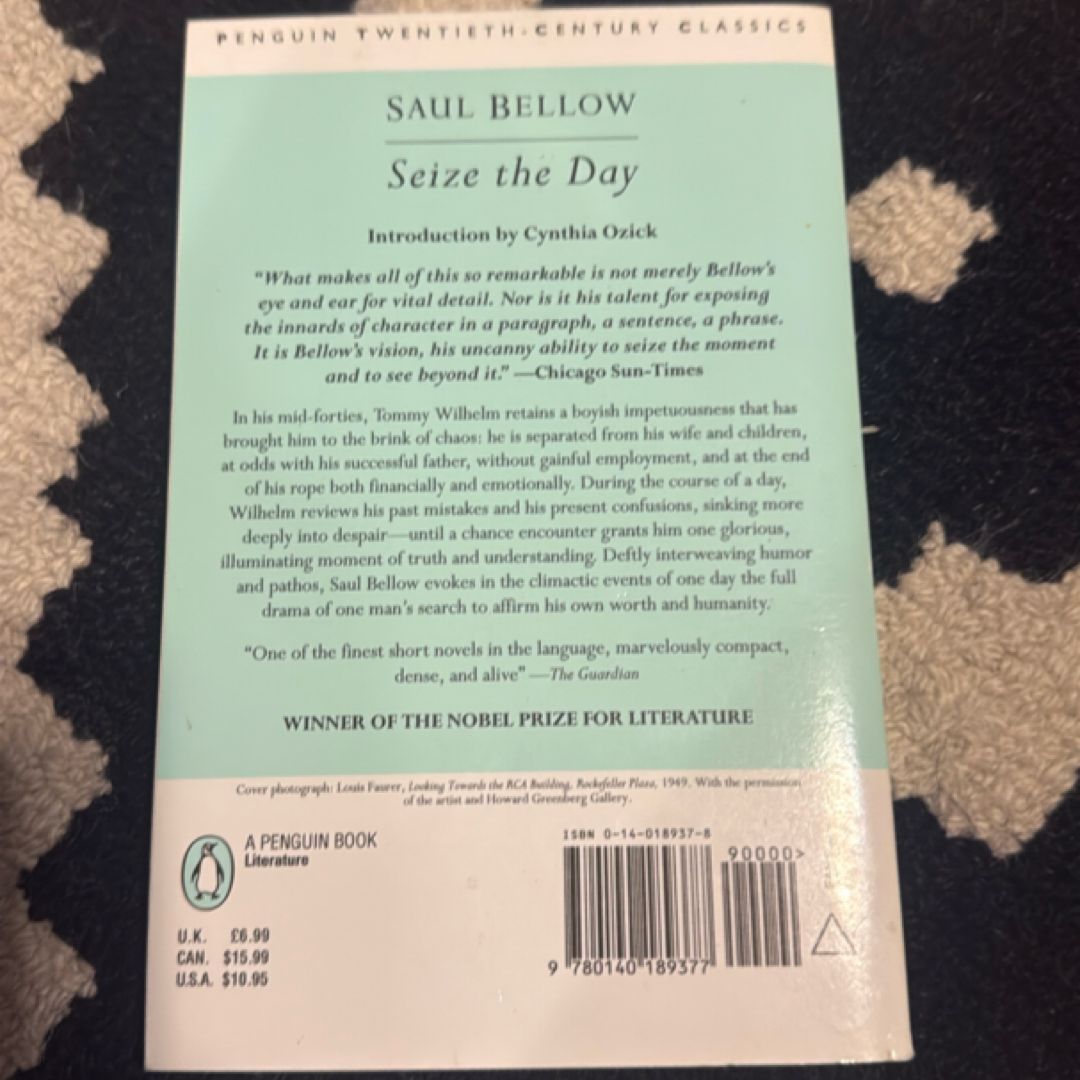 PENGUIN TWENTIETH-CENTURY CLASSICS
SAUL BELLOW
Seize the Day
Introduction by Cynthia Ozick
"What makes all of this so remarkable is not merely Bellow's
eye and ear for vital detail. Nor is it his talent for exposing
the innards of character in a paragraph, a sentence, a phrase.
It is Bellow's vision, his uncanny ability to seize the moment
and to see beyond it." —Chicago Sun-Times
In his mid-forties, Tommy Wilhelm retains a boyish impetuousness that has
brought him to the brink of chaos: he is separated from his wife and children,
at odds with his successful father, without gainful employment, and at the end
of his rope both financially and emotionally. During the course of a day,
Wilhelm reviews his past mistakes and his present confusions, sinking more
deeply into despair—until a chance encounter grants him one glorious,
illuminating moment of truth and understanding. Deftly interweaving humor
and pathos, Saul Bellow evokes in the climactic events of one day the full
drama of one man's search to affirm his own worth and humanity.
"One of the finest short novels in the language, marvelously compact,
dense, and alive" —The Guardian
WINNER OF THE NOBEL PRIZE FOR LITERATURE
Cover photograph: Louis Faurer, Looking Towards the RCA Building, Rockefeller Plaza, 1949. With the permission
of the artist and Howard Greenberg Gallery.
A PENGUIN BOOK
Literature
U.K. £6.99
CAN. $15.99
U.S.A. $10.95
ISBN 0-14-018937-8
90000>
9 780140 189377